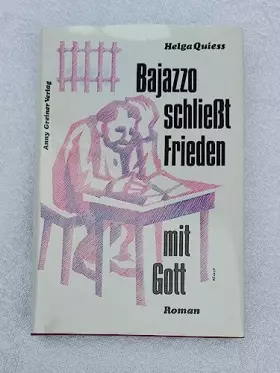 Helga Quiess
Bajazzo
schließt
Frieden
mit
Gott
Roman
Anny Greiner Verlag